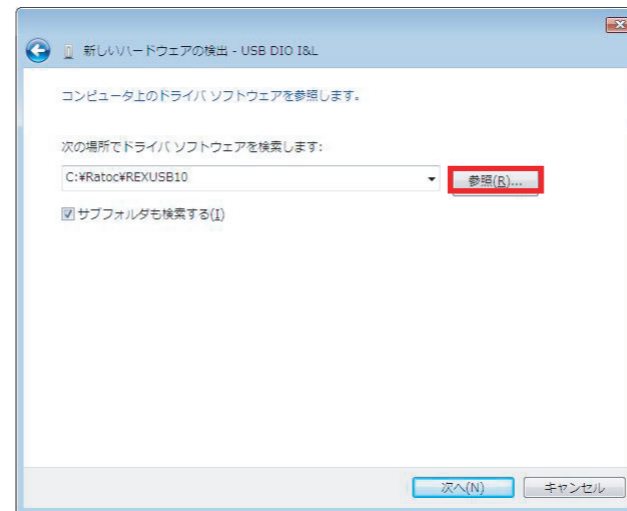 新しいハードウェアの検出 - USB DIO I&L
コンピュータ上のドライバ ソフトウェアを参照します。
次の場所でドライバ ソフトウェアを検索します:
C:¥Ratoc¥REXUSB10
参照(R)...
サブフォルダも検索する(I)
次へ(N)
キャンセル